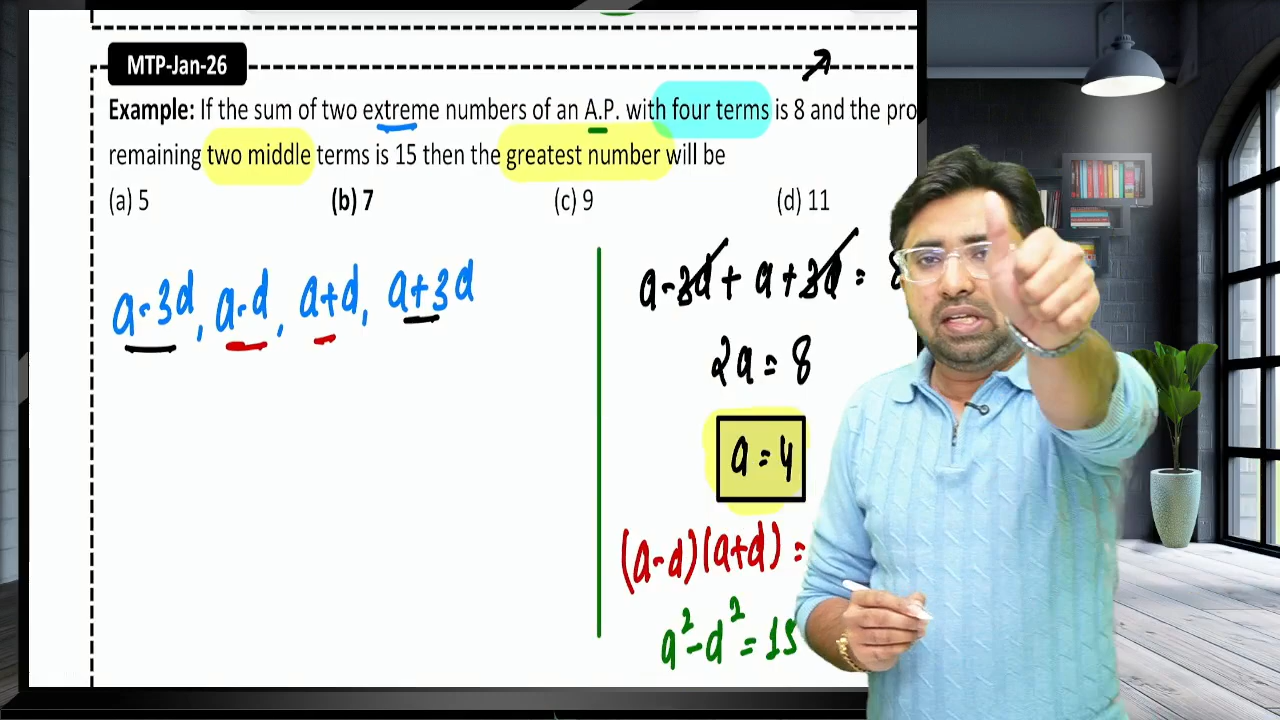 MTP-Jan-26
Example: If the sum of two extreme numbers of an A.P. with four terms is 8 and the pro
remaining two middle terms is 15 then the greatest number will be
(a) 5 (b) 7 (c) 9 (d) 11
a-3d, a-d, a+d, a+3d
a-3d + a+3d = 8
2a = 8
a = 4
(a-d)(a+d) =
a²-d² = 15